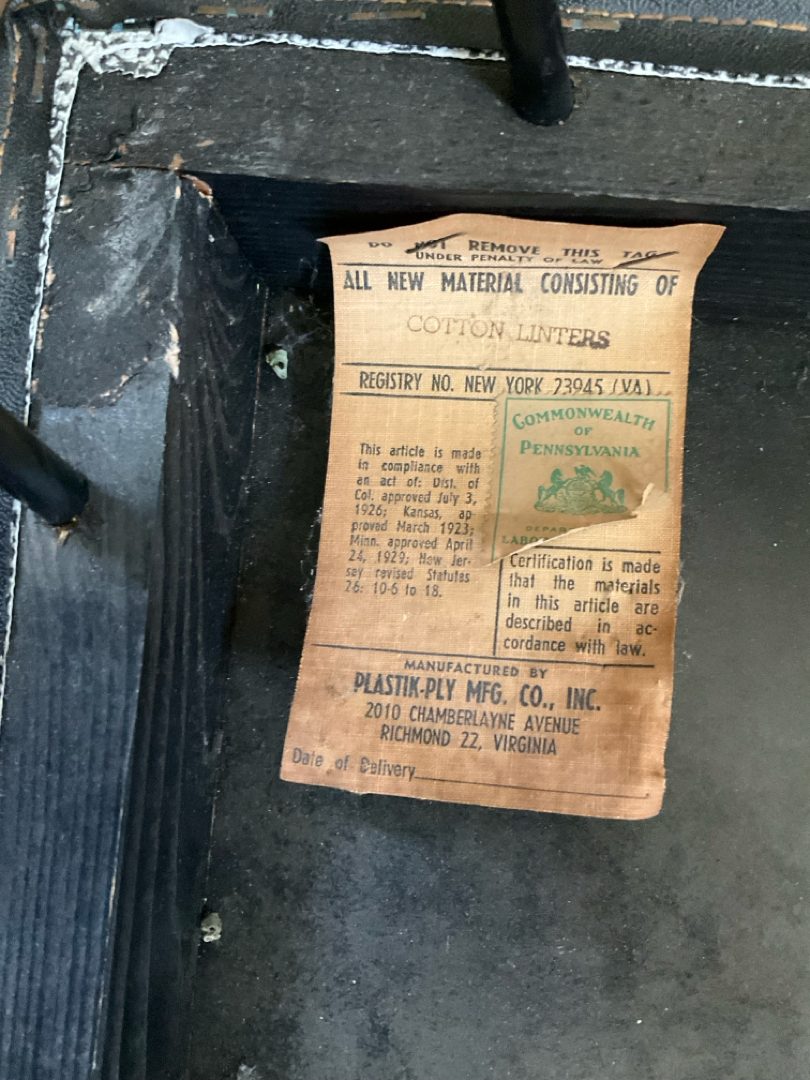 DO NOT REMOVE THIS TAG
UNDER PENALTY OF LAW
ALL NEW MATERIAL CONSISTING OF
COTTON LINTERS
REGISTRY NO. NEW YORK 23945 (VA)
This article is made
in compliance with
an act of: Dist. of
Col. approved July 3,
1926; Kansas, ap
proved March 1923;
Minn. approved April
24, 1929; New Jer-
sey revised Statutes
26: 10-6 to 18.
COMMONWEALTH
OF
PENNSYLVANIA
Certification is made
that the materials
in this article are
described in ac-
cordance with law.
MANUFACTURED BY
PLASTIK-PLY MFG. CO., INC.
2010 CHAMBERLAYNE AVENUE
RICHMOND 22, VIRGINIA
Date of Delivery